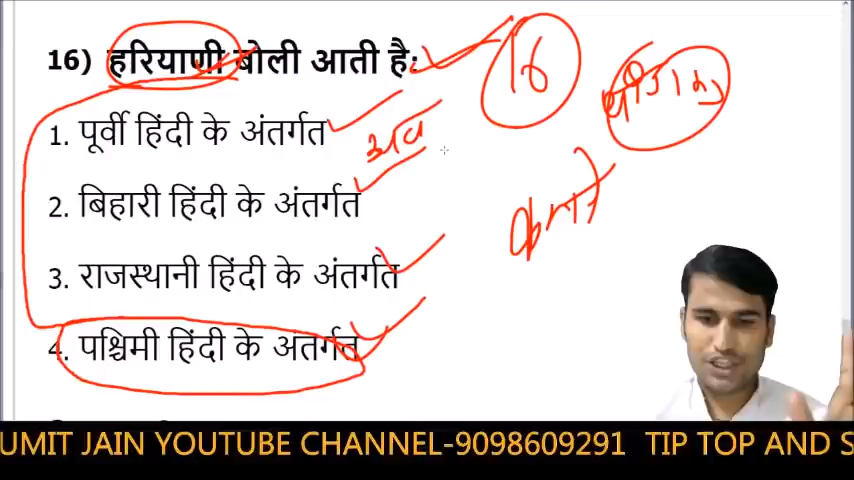 16) हरियाणी बोली आती है:
16
1. पूर्वी हिंदी के अंतर्गत
अव
2. बिहारी हिंदी के अंतर्गत
3. राजस्थानी हिंदी के अंतर्गत
4. पश्चिमी हिंदी के अंतर्गत
UMIT JAIN YOUTUBE CHANNEL-9098609291 TIP TOP AND S